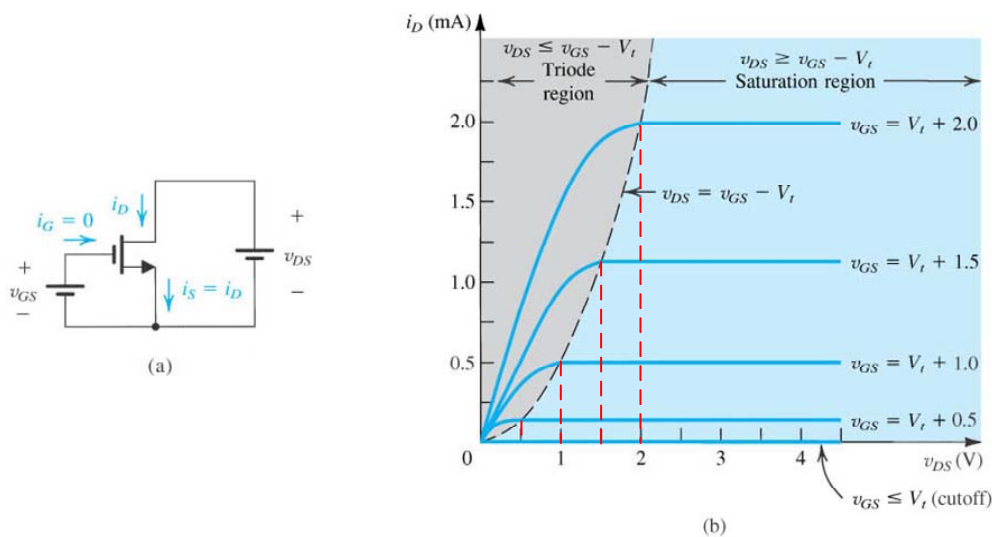 i_G = 0
i_D
+
v_GS
−
i_S = i_D
+
v_DS
−
(a)
i_D (mA)
v_DS ≤ v_GS − V_t
Triode
region
v_DS ≥ v_GS − V_t
Saturation region
2.0
v_GS = V_t + 2.0
1.5
v_DS = v_GS − V_t
1.0
v_GS = V_t + 1.5
0.5
v_GS = V_t + 1.0
v_GS = V_t + 0.5
0 1 2 3 4 v_DS (V)
v_GS ≤ V_t (cutoff)
(b)